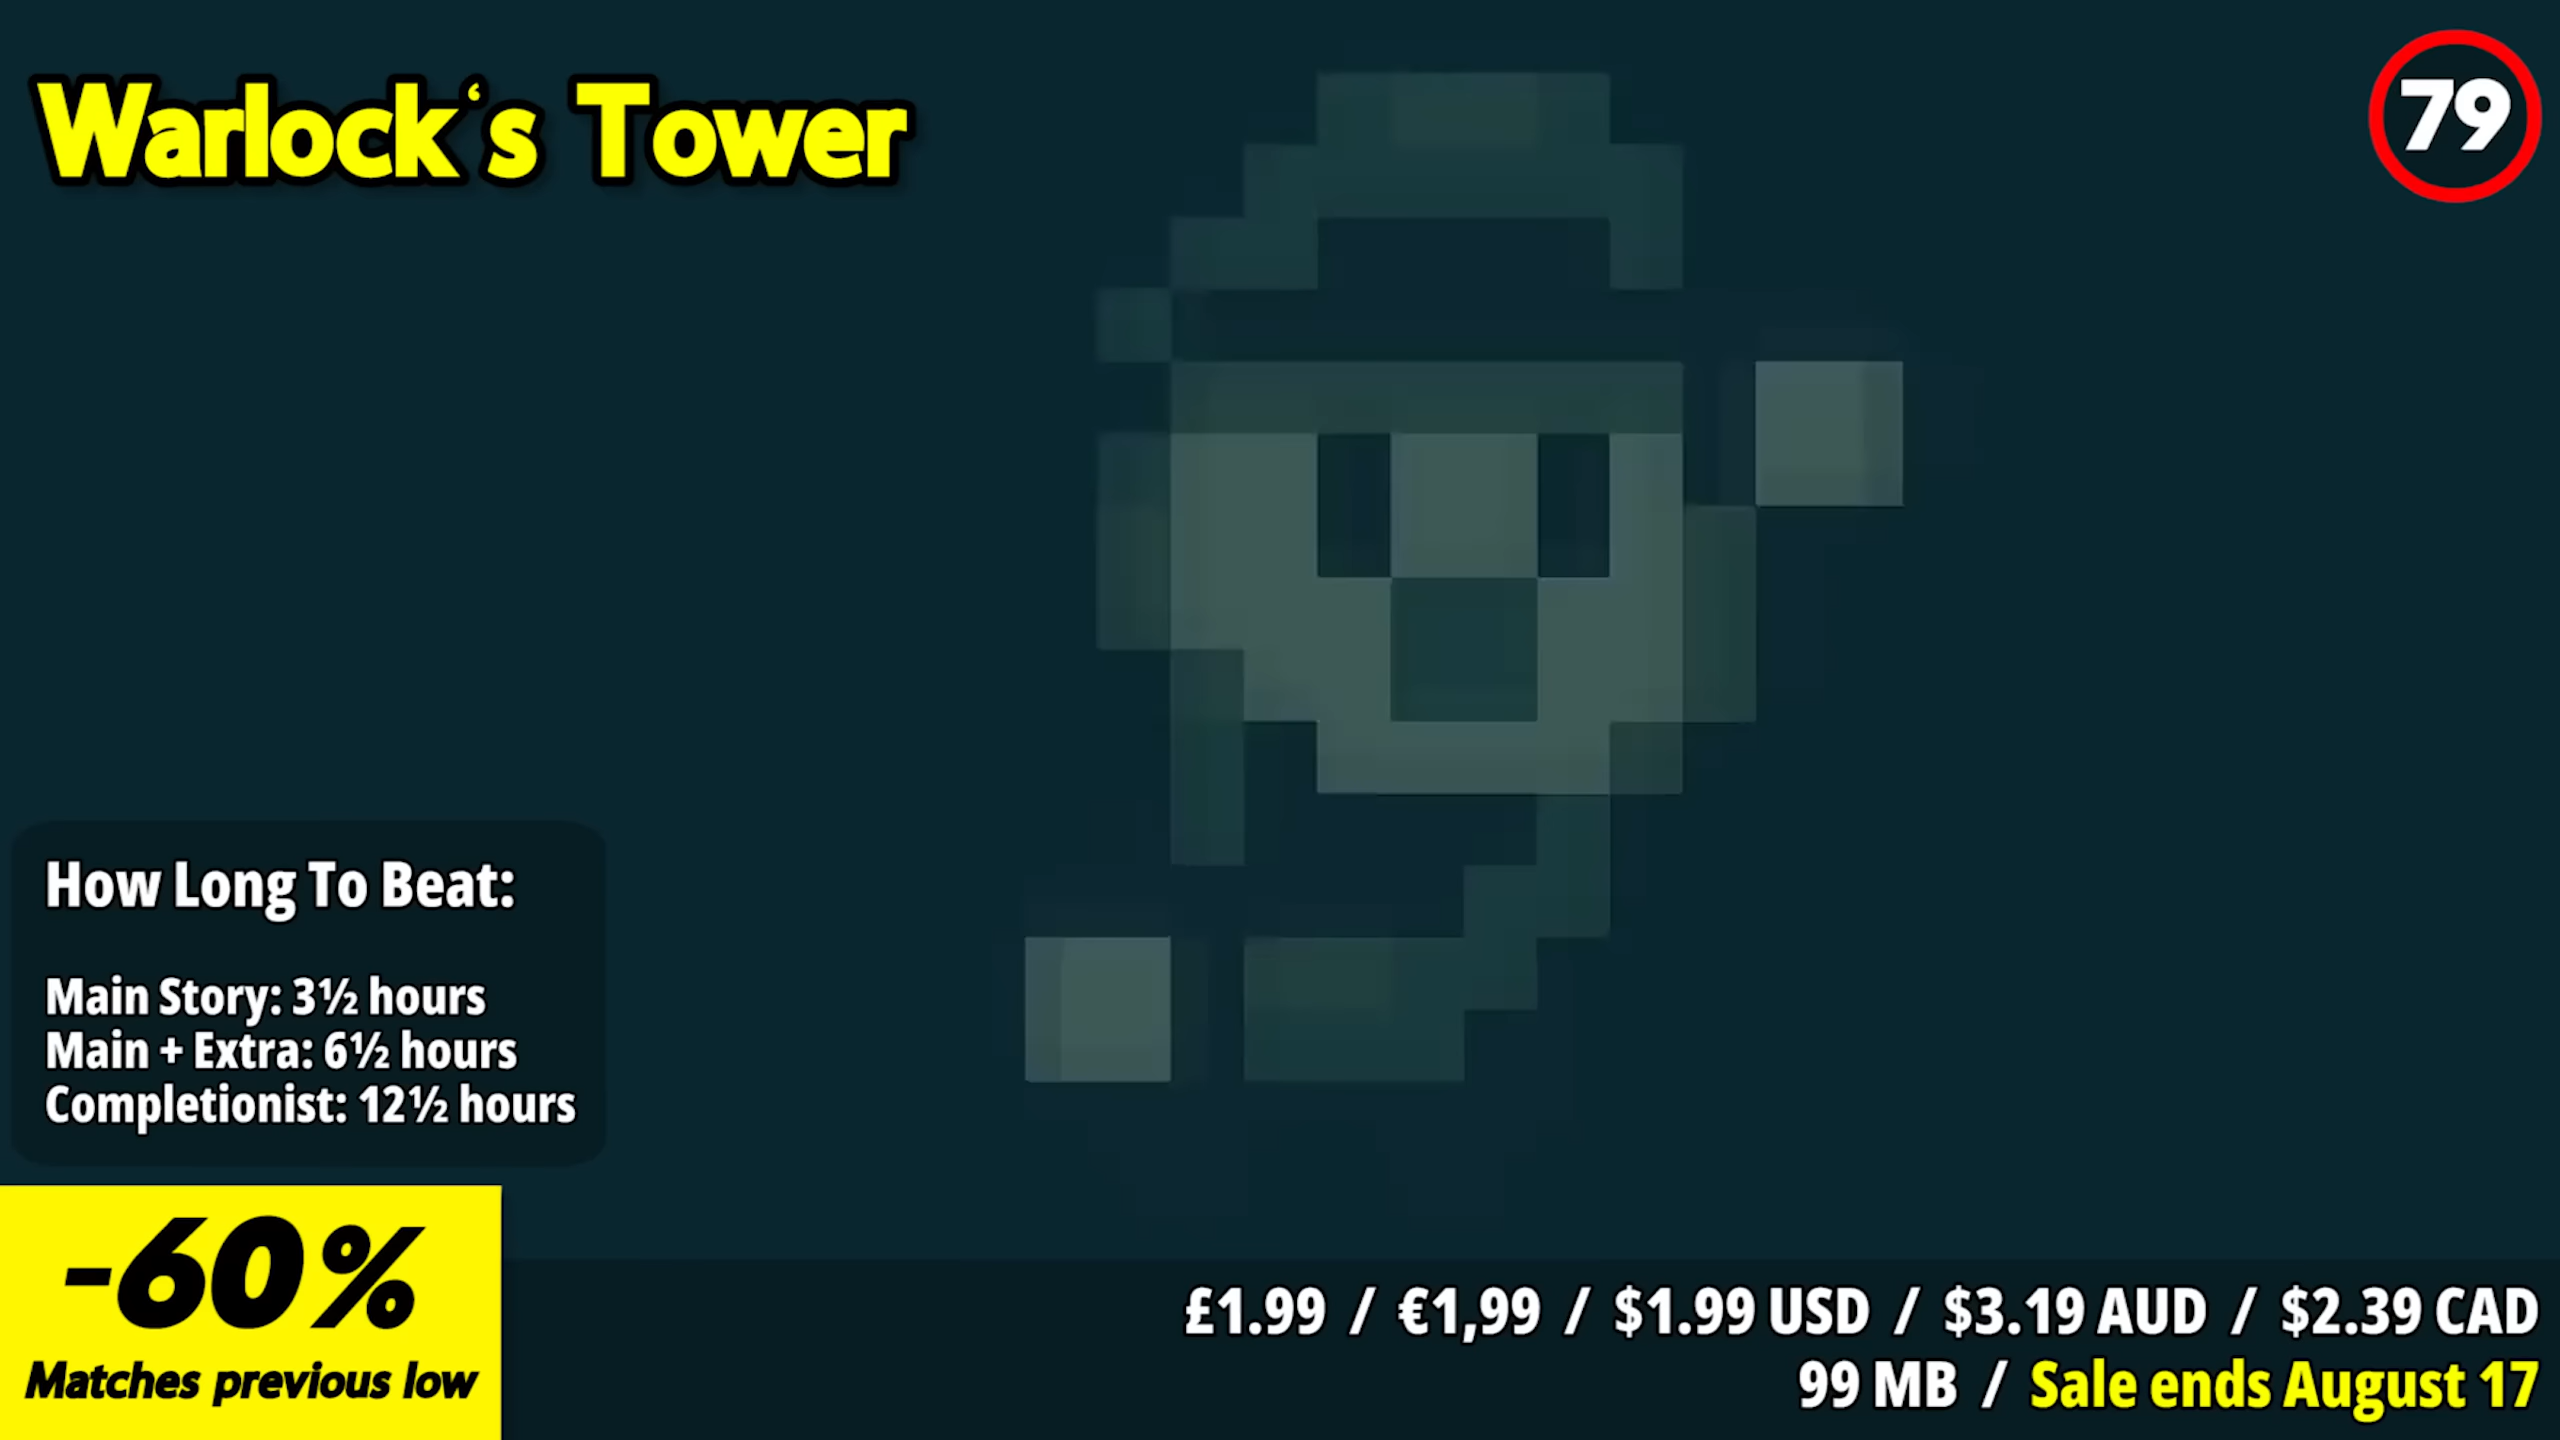 Warlock‘s Tower
79
How Long To Beat:
Main Story: 3½ hours
Main + Extra: 6½ hours
Completionist: 12½ hours
-60%
Matches previous low
£1.99 / €1,99 / $1.99 USD / $3.19 AUD / $2.39 CAD
99 MB / Sale ends August 17